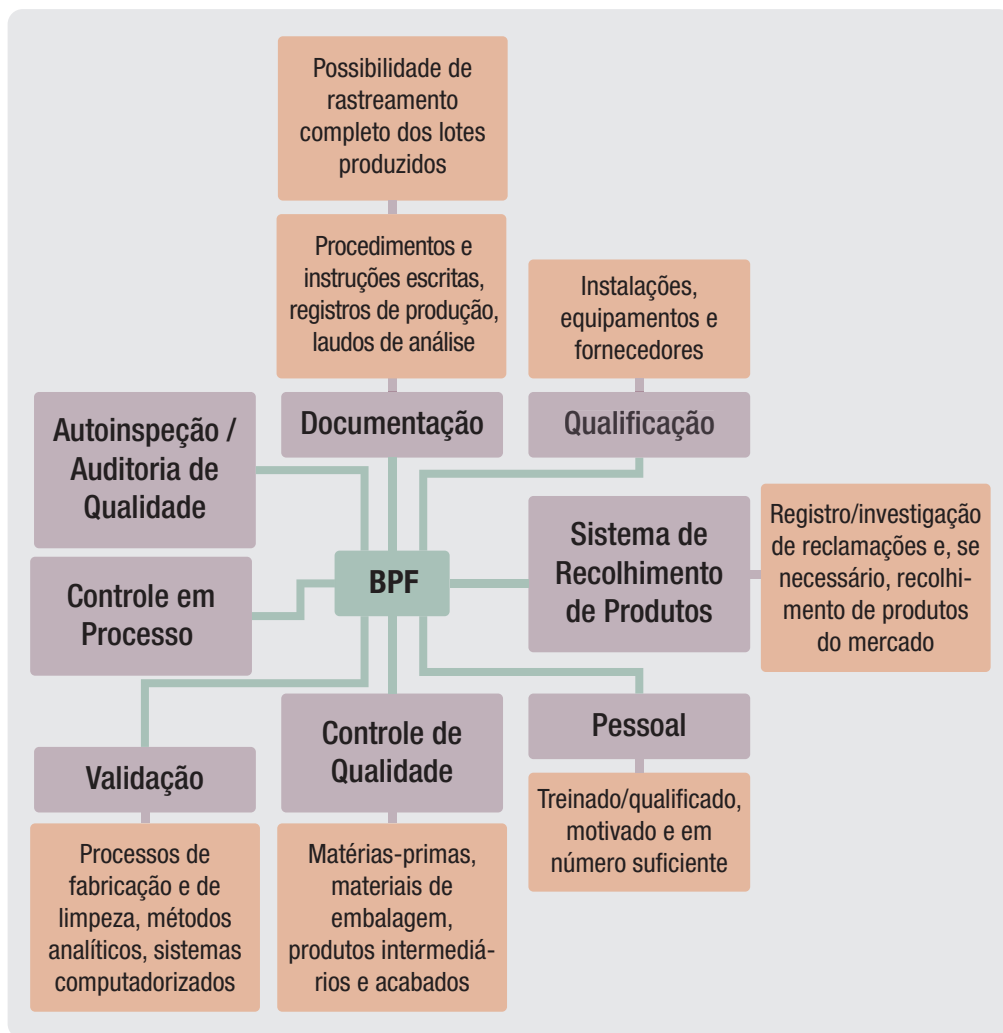 Possibilidade de
rastreamento
completo dos lotes
produzidos
Procedimentos e
instruções escritas,
registros de produção,
laudos de análise
Instalações,
equipamentos e
fornecedores
Autoinspeção /
Auditoria de
Qualidade
Documentação
Qualificação
Sistema de
Recolhimento
de Produtos
Registro/investigação
de reclamações e, se
necessário, recolhi-
mento de produtos
do mercado
BPF
Controle em
Processo
Validação
Controle de
Qualidade
Pessoal
Processos de
fabricação e de
limpeza, métodos
analíticos, sistemas
computadorizados
Matérias-primas,
materiais de
embalagem,
produtos intermediá-
rios e acabados
Treinado/qualificado,
motivado e em
número suficiente